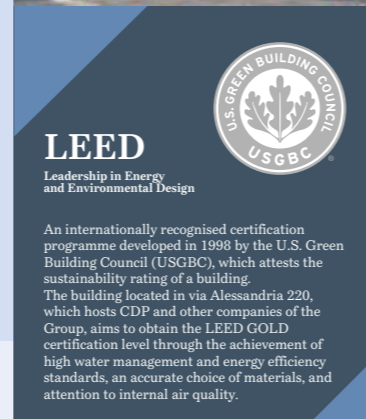 U.S. GREEN BUILDING COUNCIL
USGBC
®
LEED
Leadership in Energy
and Environmental Design
An internationally recognised certification
programme developed in 1998 by the U.S. Green
Building Council (USGBC), which attests the
sustainability rating of a building.
The building located in via Alessandria 220,
which hosts CDP and other companies of the
Group, aims to obtain the LEED GOLD
certification level through the achievement of
high water management and energy efficiency
standards, an accurate choice of materials, and
attention to internal air quality.